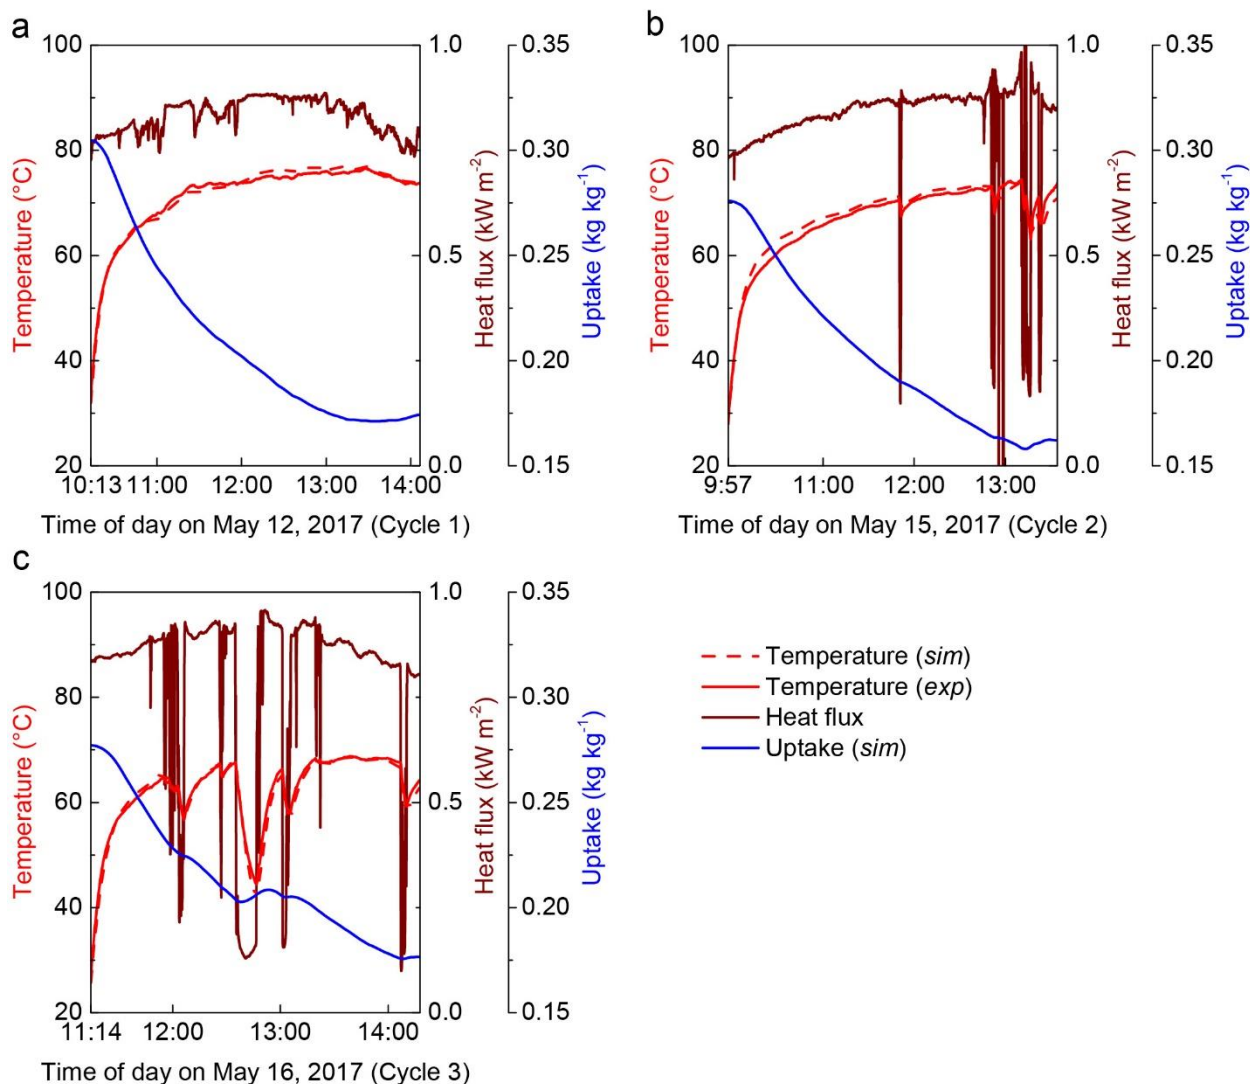 a
100
80
60
40
20
Temperature (°C)
1.0
0.5
0.0
Heat flux (kW m-2)
0.35
0.30
0.25
0.20
0.15
Uptake (kg kg-1)
10:13 11:00 12:00 13:00 14:00
Time of day on May 12, 2017 (Cycle 1)
b
100
80
60
40
20
Temperature (°C)
1.0
0.5
0.0
Heat flux (kW m-2)
0.35
0.30
0.25
0.20
0.15
Uptake (kg kg-1)
9:57 11:00 12:00 13:00
Time of day on May 15, 2017 (Cycle 2)
c
100
80
60
40
20
Temperature (°C)
1.0
0.5
0.0
Heat flux (kW m-2)
0.35
0.30
0.25
0.20
0.15
Uptake (kg kg-1)
11:14 12:00 13:00 14:00
Time of day on May 16, 2017 (Cycle 3)
Temperature (sim)
Temperature (exp)
Heat flux
Uptake (sim)